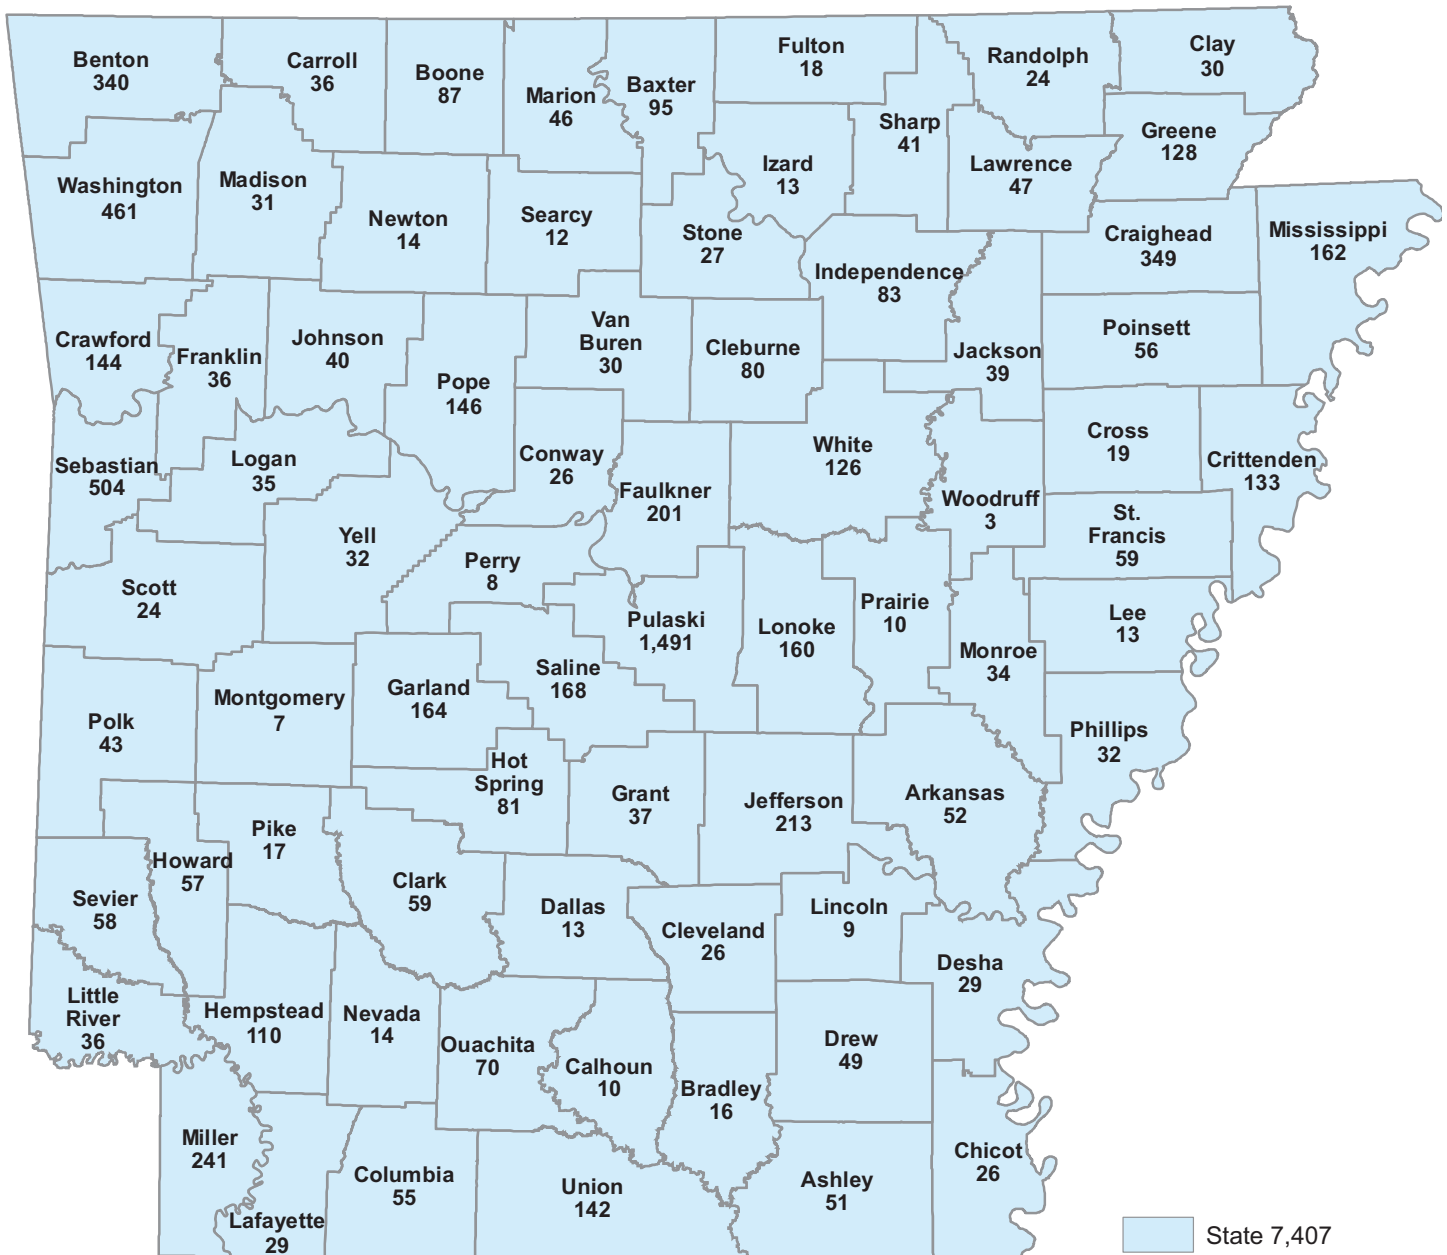 Benton
340
Carroll
36
Boone
87
Marion
46
Baxter
95
Fulton
18
Randolph
24
Clay
30
Sharp
41
Greene
128
Izard
13
Lawrence
47
Washington
461
Madison
31
Newton
14
Searcy
12
Stone
27
Independence
83
Craighead
349
Mississippi
162
Crawford
144
Franklin
36
Johnson
40
Pope
146
Van
Buren
30
Cleburne
80
Jackson
39
Poinsett
56
Sebastian
504
Logan
35
Conway
26
Faulkner
201
White
126
Woodruff
3
Cross
19
Crittenden
133
St.
Francis
59
Scott
24
Yell
32
Perry
8
Pulaski
1,491
Lonoke
160
Prairie
10
Monroe
34
Lee
13
Polk
43
Montgomery
7
Garland
164
Saline
168
Hot
Spring
81
Grant
37
Jefferson
213
Arkansas
52
Phillips
32
Sevier
58
Howard
57
Pike
17
Clark
59
Dallas
13
Cleveland
26
Lincoln
9
Desha
29
Little
River
36
Hempstead
110
Nevada
14
Ouachita
70
Calhoun
10
Bradley
16
Drew
49
Miller
241
Lafayette
29
Columbia
55
Union
142
Ashley
51
Chicot
26
State 7,407